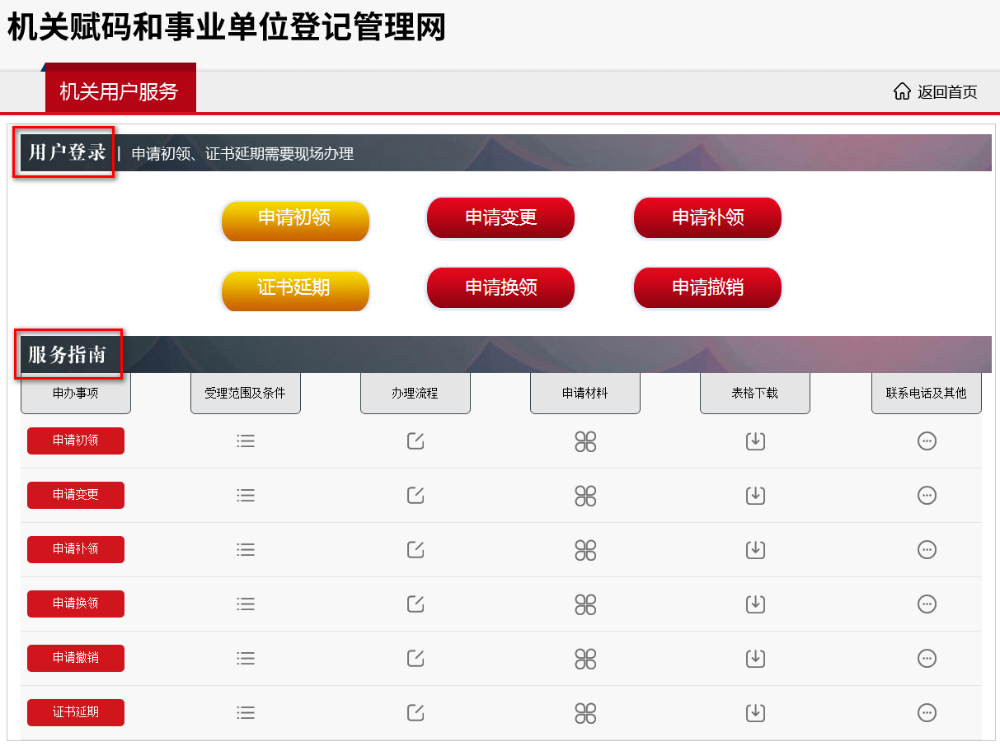 机关赋码和事业单位登记管理网
机关用户服务 返回首页
用户登录 | 申请初领、证书延期需要现场办理
申请初领 申请变更 申请补领
证书延期 申请换领 申请撤销
服务指南
申办事项 受理范围及条件 办理流程 申请材料 表格下载 联系电话及其他
申请初领
申请变更
申请补领
申请换领
申请撤销
证书延期